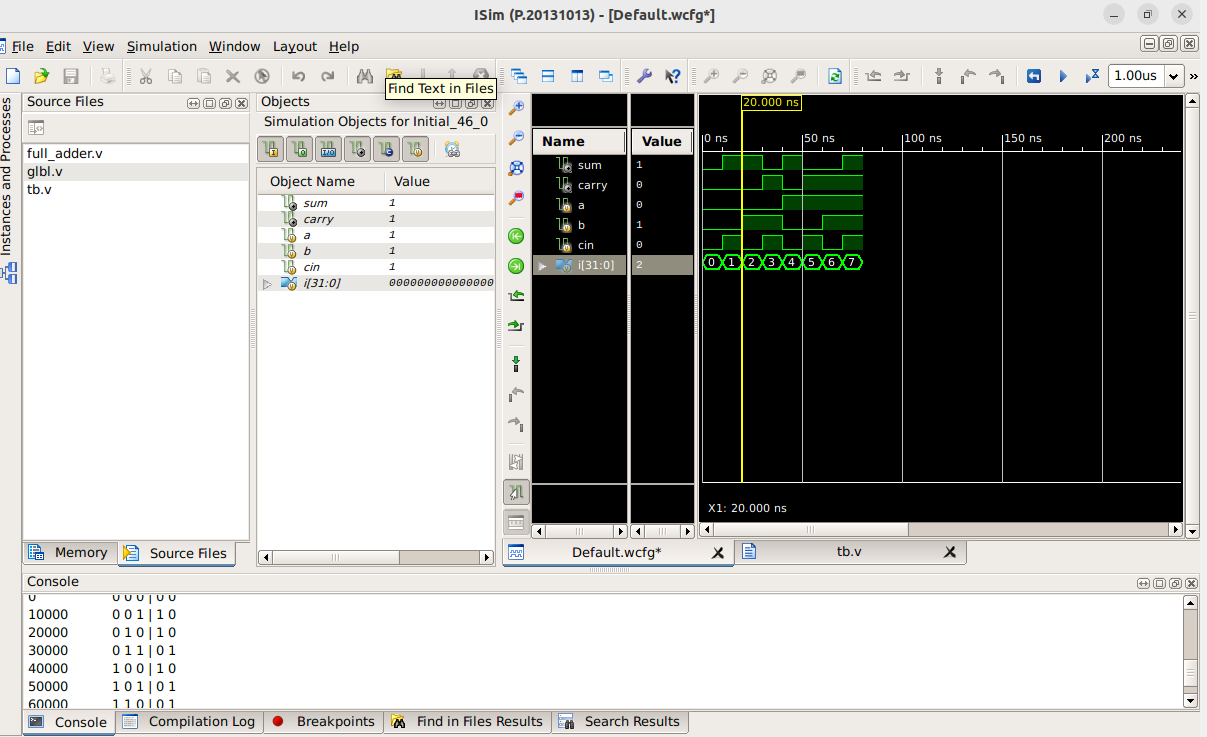 ISim (P.20131013) - [Default.wcfg*]
File Edit View Simulation Window Layout Help
1.00us
»
Find Text in Files
Instances and Processes
Source Files
full_adder.v
glbl.v
tb.v
Memory
Source Files
Objects
Simulation Objects for Initial_46_0
Object Name Value
sum 1
carry 1
a 1
b 1
cin 1
i[31:0] 000000000000000
Name Value
sum 1
carry 0
a 0
b 1
cin 0
i[31:0] 2
20.000 ns
0 ns 50 ns 100 ns 150 ns 200 ns
0 1 2 3 4 5 6 7
X1: 20.000 ns
Default.wcfg*
tb.v
Console
0 0 0 0 | 0 0
10000 0 0 1 | 1 0
20000 0 1 0 | 1 0
30000 0 1 1 | 0 1
40000 1 0 0 | 1 0
50000 1 0 1 | 0 1
60000 1 1 0 | 0 1
Console
Compilation Log
Breakpoints
Find in Files Results
Search Results